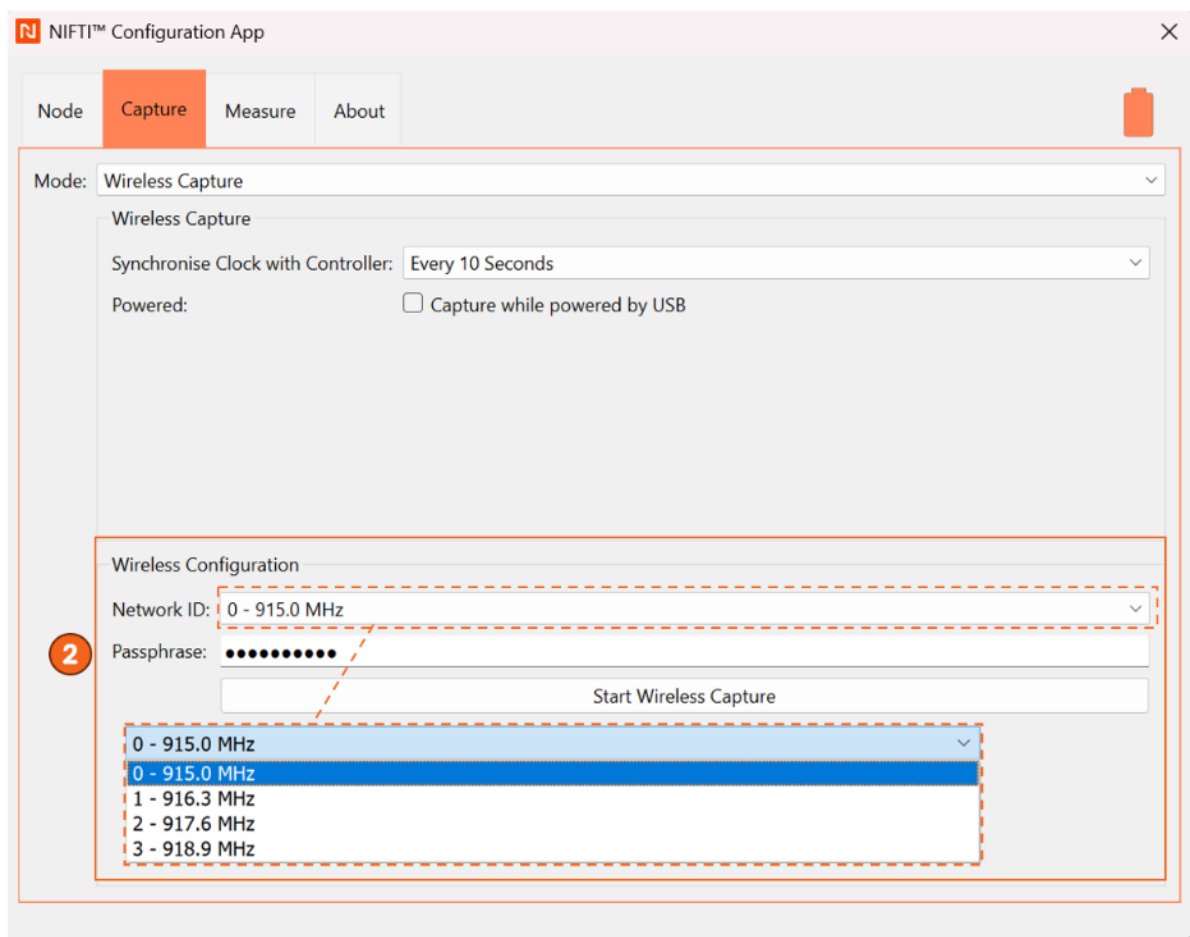 NIFTI™ Configuration App
Node Capture Measure About
Mode: Wireless Capture
Wireless Capture
Synchronise Clock with Controller: Every 10 Seconds
Powered: Capture while powered by USB
Wireless Configuration
Network ID: 0 - 915.0 MHz
2
Passphrase: ●●●●●●●●●●
Start Wireless Capture
0 - 915.0 MHz
0 - 915.0 MHz
1 - 916.3 MHz
2 - 917.6 MHz
3 - 918.9 MHz